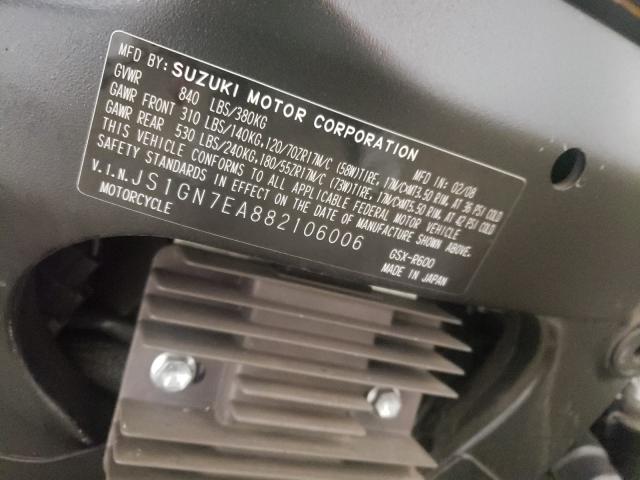 MFD BY: SUZUKI MOTOR CORPORATION MFD IN: 02/08
GVWR 840 LBS/380KG
GAWR FRONT 310 LBS/140KG, 120/70ZR17M/C (58W)TIRE, 17M/C×MT3.50 RIM, AT 36 PSI COLD
GAWR REAR 530 LBS/240KG, 180/55ZR17M/C (73W)TIRE, 17M/C×MT5.50 RIM, AT 42 PSI COLD
THIS VEHICLE CONFORMS TO ALL APPLICABLE FEDERAL MOTOR VEHICLE
SAFETY STANDARDS IN EFFECT ON THE DATE OF MANUFACTURE SHOWN ABOVE.
V.I.N. JS1GN7EA882106006 GSX-R600
MOTORCYCLE MADE IN JAPAN